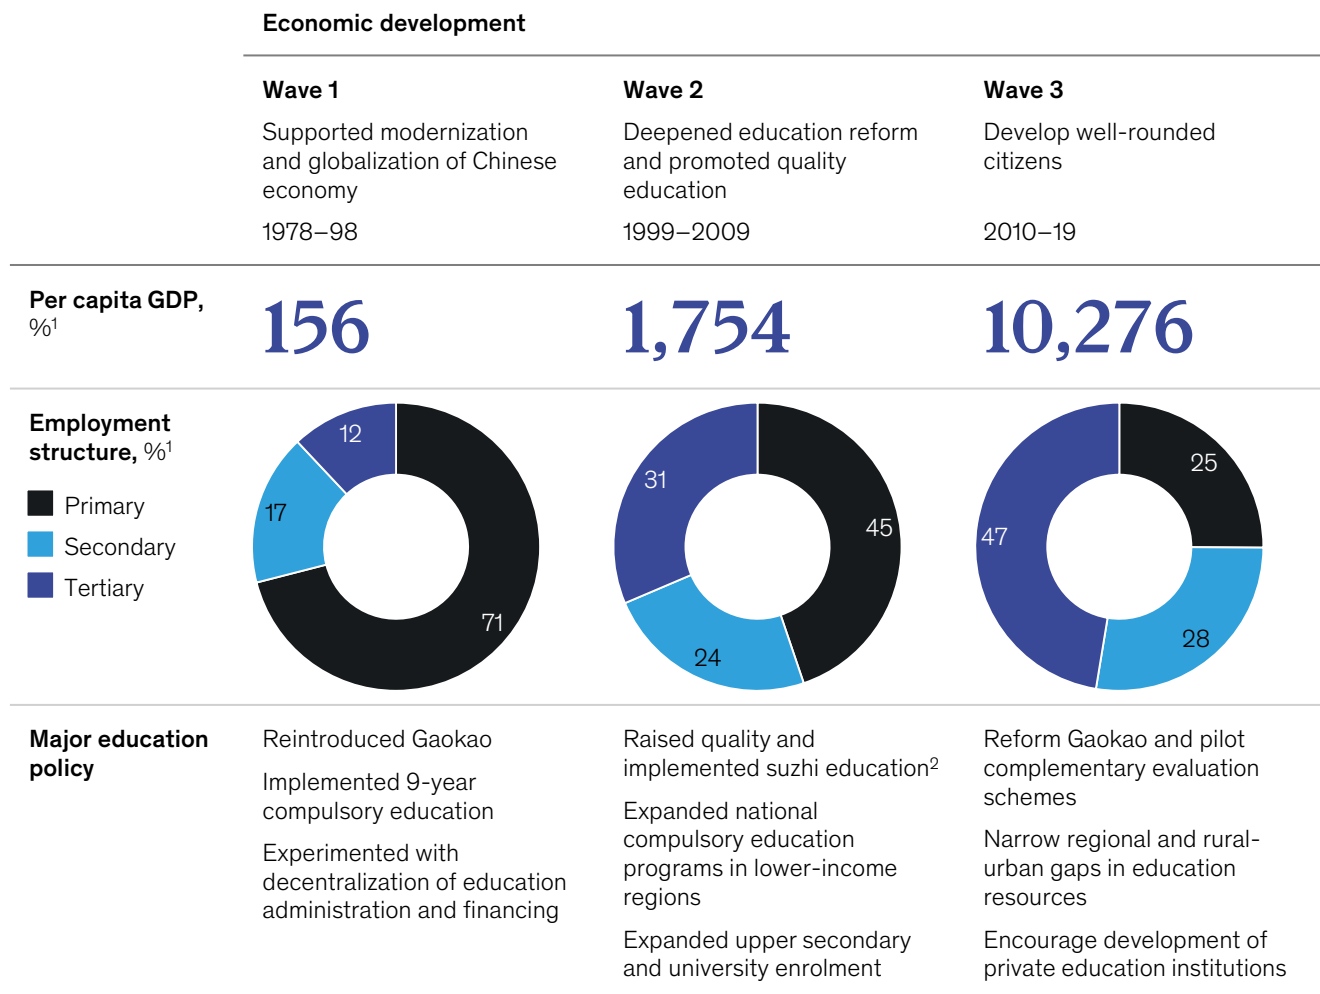 Economic development
Wave 1
Supported modernization
and globalization of Chinese
economy
1978–98
Wave 2
Deepened education reform
and promoted quality
education
1999–2009
Wave 3
Develop well-rounded
citizens
2010–19
Per capita GDP,
%1
156
1,754
10,276
Employment
structure, %1
Primary
Secondary
Tertiary
12
17
71
31
45
24
25
47
28
Major education
policy
Reintroduced Gaokao
Implemented 9-year
compulsory education
Experimented with
decentralization of education
administration and financing
Raised quality and
implemented suzhi education2
Expanded national
compulsory education
programs in lower-income
regions
Expanded upper secondary
and university enrolment
Reform Gaokao and pilot
complementary evaluation
schemes
Narrow regional and rural-
urban gaps in education
resources
Encourage development of
private education institutions